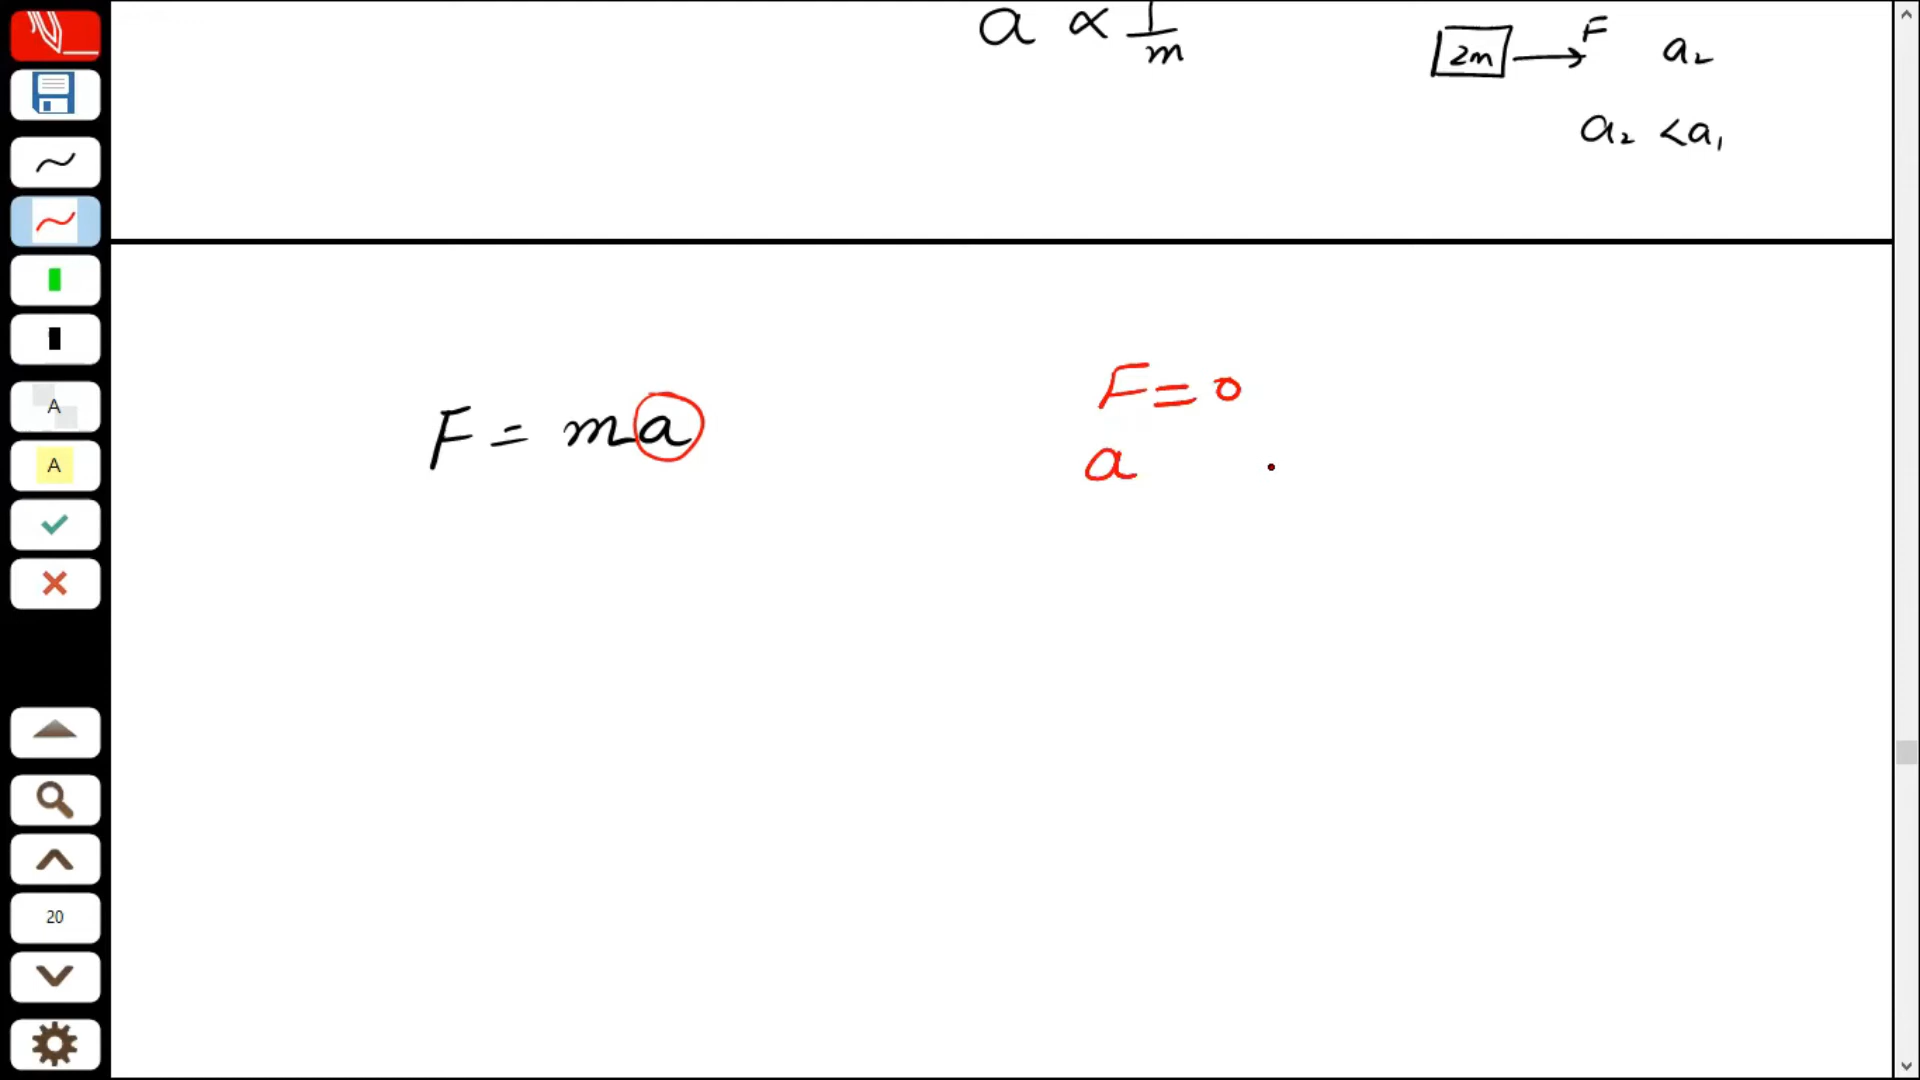 a ∝ 1/m
2m F a₂
a₂ < a₁
F = ma
F = 0
a
A
A
20